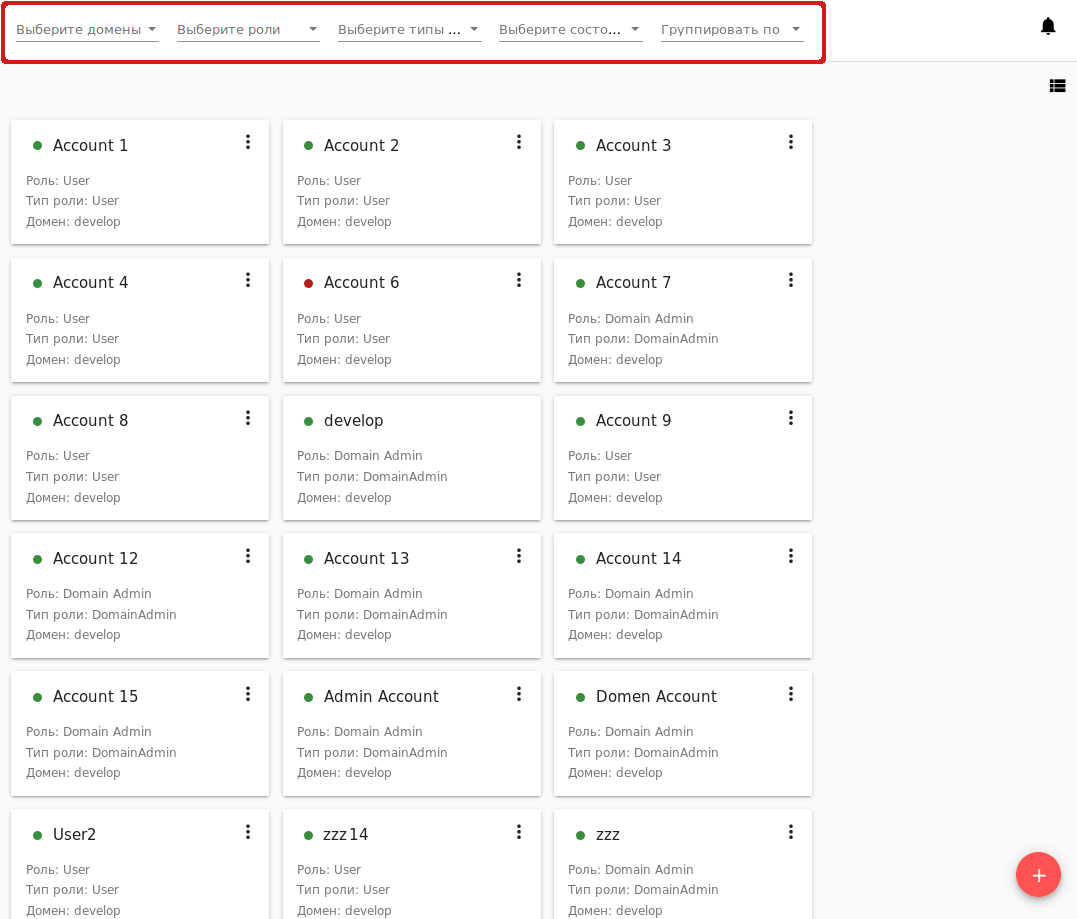 Выберите домены Выберите роли Выберите типы ... Выберите состо... Группировать по
Account 1
Роль: User
Тип роли: User
Домен: develop
Account 2
Роль: User
Тип роли: User
Домен: develop
Account 3
Роль: User
Тип роли: User
Домен: develop
Account 4
Роль: User
Тип роли: User
Домен: develop
Account 6
Роль: User
Тип роли: User
Домен: develop
Account 7
Роль: Domain Admin
Тип роли: DomainAdmin
Домен: develop
Account 8
Роль: User
Тип роли: User
Домен: develop
develop
Роль: Domain Admin
Тип роли: DomainAdmin
Домен: develop
Account 9
Роль: User
Тип роли: User
Домен: develop
Account 12
Роль: Domain Admin
Тип роли: DomainAdmin
Домен: develop
Account 13
Роль: Domain Admin
Тип роли: DomainAdmin
Домен: develop
Account 14
Роль: Domain Admin
Тип роли: DomainAdmin
Домен: develop
Account 15
Роль: Domain Admin
Тип роли: DomainAdmin
Домен: develop
Admin Account
Роль: Domain Admin
Тип роли: DomainAdmin
Домен: develop
Domen Account
Роль: Domain Admin
Тип роли: DomainAdmin
Домен: develop
User2
Роль: User
Тип роли: User
Домен: develop
zzz14
Роль: User
Тип роли: User
Домен: develop
zzz
Роль: Domain Admin
Тип роли: DomainAdmin
Домен: develop